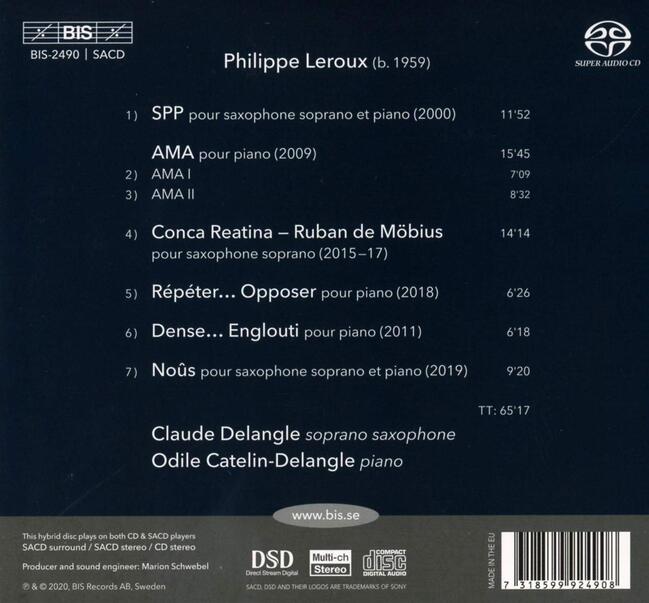 BIS
BIS-2490 | SACD
SUPER AUDIO CD
Philippe Leroux (b. 1959)
1) SPP pour saxophone soprano et piano (2000) 11'52
AMA pour piano (2009) 15'45
2) AMA I 7'09
3) AMA II 8'32
4) Conca Reatina – Ruban de Möbius 14'14
pour saxophone soprano (2015–17)
5) Répéter… Opposer pour piano (2018) 6'26
6) Dense… Englouti pour piano (2011) 6'18
7) Noûs pour saxophone soprano et piano (2019) 9'20
TT: 65'17
Claude Delangle soprano saxophone
Odile Catelin-Delangle piano
www.bis.se
This hybrid disc plays on both CD & SACD players
SACD surround / SACD stereo / CD stereo
Producer and sound engineer: Marion Schwebel
℗ & © 2020, BIS Records AB, Sweden
DSD
Direct Stream Digital
Multi-ch
Stereo
COMPACT
disc
DIGITAL AUDIO
SACD, DSD AND THEIR LOGOS ARE TRADEMARKS OF SONY
MADE IN THE EU
7 318599 924908